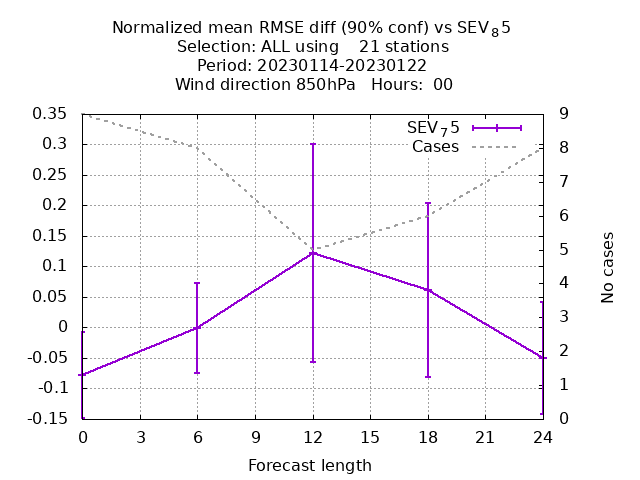 Normalized mean RMSE diff (90% conf) vs SEV₈5
Selection: ALL using    21 stations
Period: 20230114-20230122
Wind direction 850hPa   Hours:  00
SEV₇5
Cases
0.35
0.3
0.25
0.2
0.15
0.1
0.05
0
-0.05
-0.1
-0.15
9
8
7
6
5
4
3
2
1
0
No cases
0 3 6 9 12 15 18 21 24
Forecast length